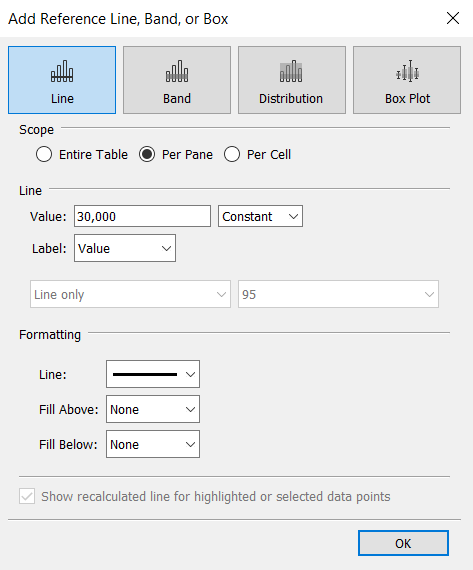 Add Reference Line, Band, or Box
Line
Band
Distribution
Box Plot
Scope
Entire Table
Per Pane
Per Cell
Line
Value: 30,000 Constant
Label: Value
Line only 95
Formatting
Line:
Fill Above: None
Fill Below: None
Show recalculated line for highlighted or selected data points
OK